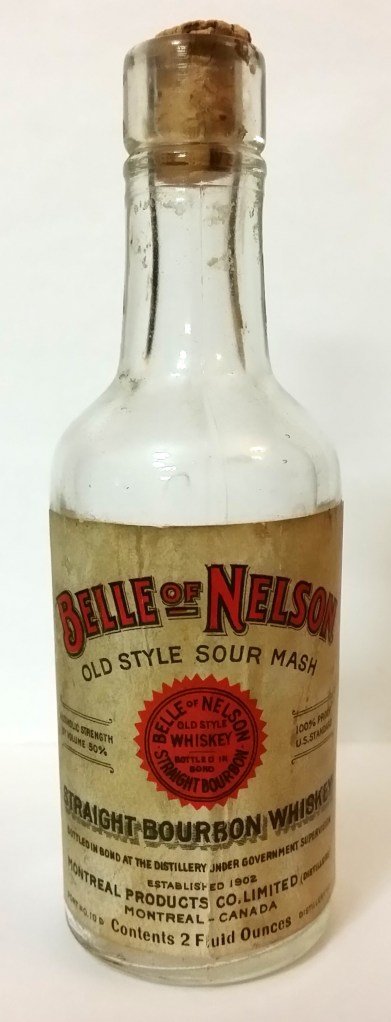 BELLE OF NELSON
OLD STYLE SOUR MASH
BELLE OF NELSON
OLD STYLE
WHISKEY
BOTTLED IN
BOND
STRAIGHT BOURBON
ALCOHOLIC STRENGTH
BY VOLUME 50%
100% PROOF
U.S. STANDARD
STRAIGHT BOURBON WHISKEY
BOTTLED IN BOND AT THE DISTILLERY UNDER GOVERNMENT SUPERVISION
ESTABLISHED 1902
MONTREAL PRODUCTS CO. LIMITED
MONTREAL - CANADA
Contents 2 Fluid Ounces